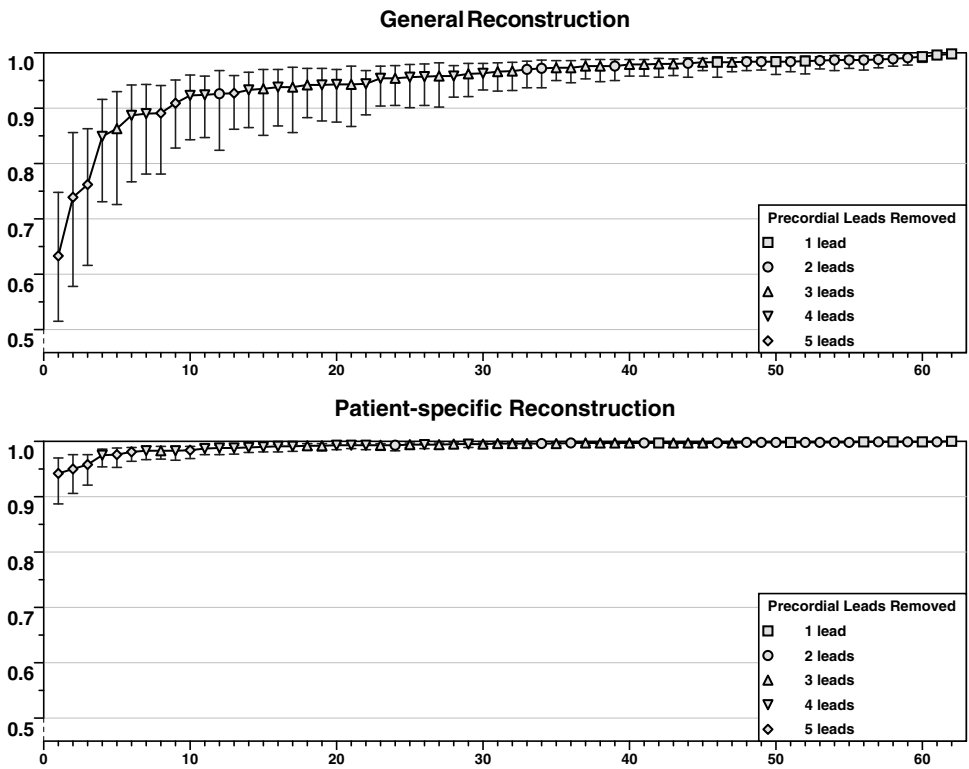 General Reconstruction
1.0
0.9
0.8
0.7
0.6
0.5
Precordial Leads Removed
1 lead
2 leads
3 leads
4 leads
5 leads
0 10 20 30 40 50 60
Patient-specific Reconstruction
1.0
0.9
0.8
0.7
0.6
0.5
Precordial Leads Removed
1 lead
2 leads
3 leads
4 leads
5 leads
0 10 20 30 40 50 60